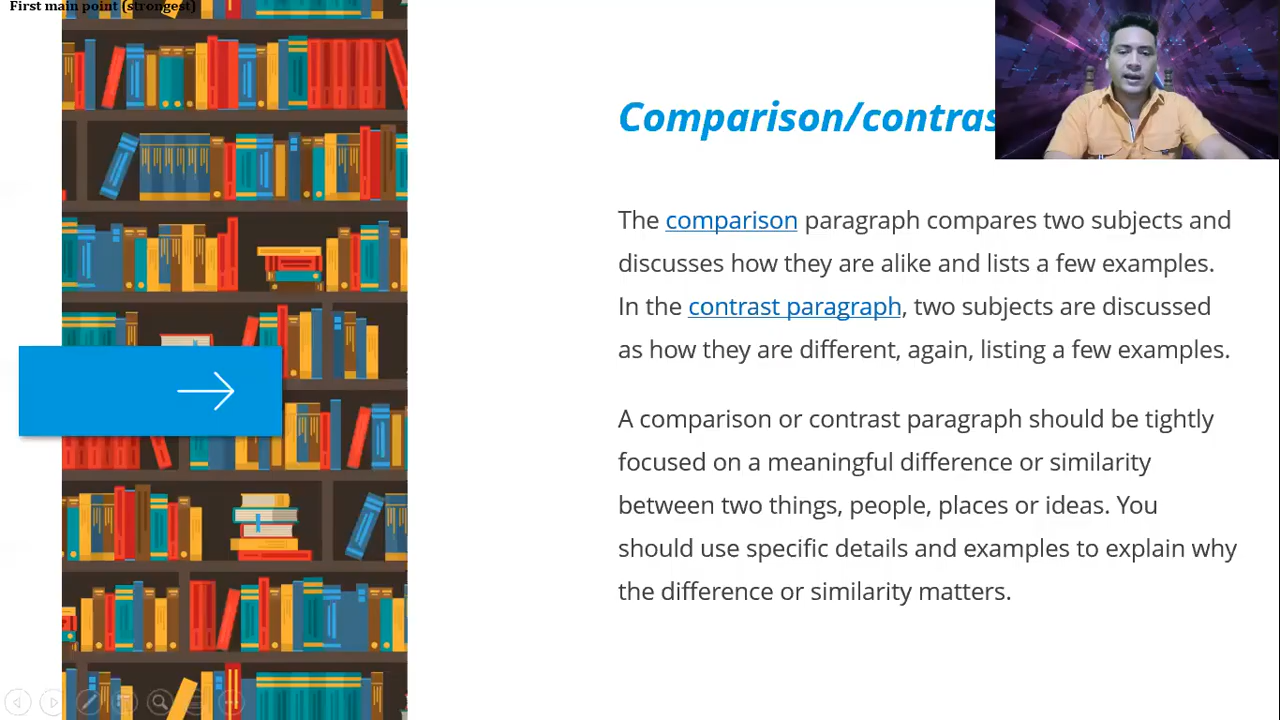 First main point (strongest)
Comparison/contras
The comparison paragraph compares two subjects and
discusses how they are alike and lists a few examples.
In the contrast paragraph, two subjects are discussed
as how they are different, again, listing a few examples.
A comparison or contrast paragraph should be tightly
focused on a meaningful difference or similarity
between two things, people, places or ideas. You
should use specific details and examples to explain why
the difference or similarity matters.